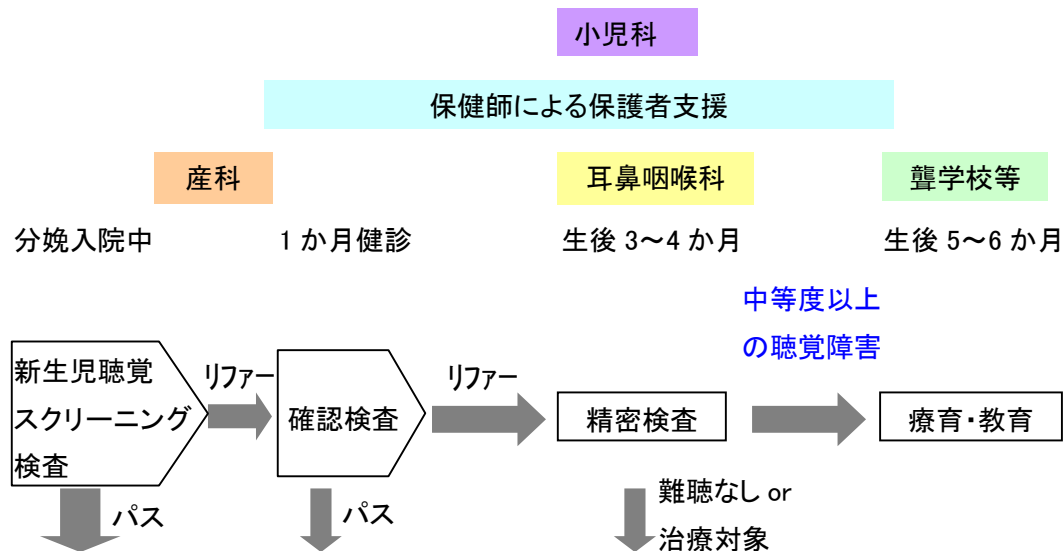 小児科
保健師による保護者支援
産科
耳鼻咽喉科
聾学校等
分娩入院中
1 か月健診
生後 3～4 か月
生後 5～6 か月
中等度以上
の聴覚障害
新生児聴覚
スクリーニング
検査
リファー
確認検査
リファー
精密検査
療育・教育
パス
パス
難聴なし or
治療対象